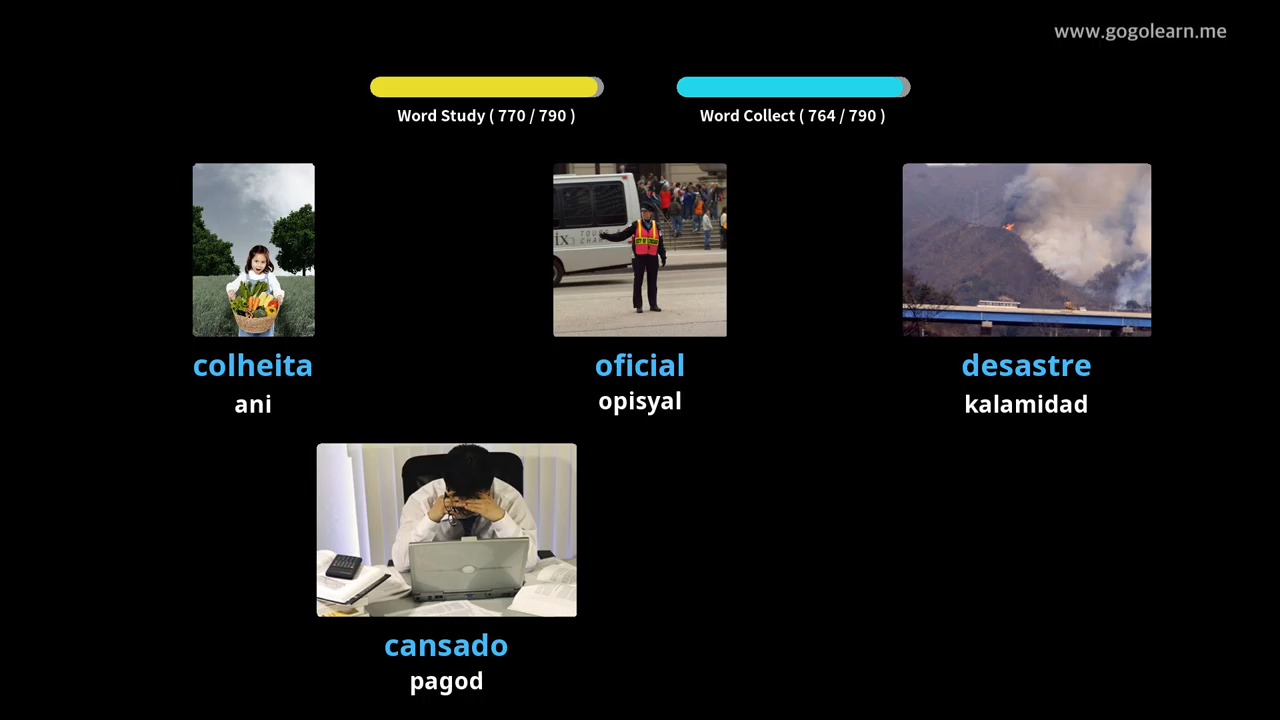 www.gogolearn.me
Word Study ( 770 / 790 )
Word Collect ( 764 / 790 )
colheita
ani
oficial
opisyal
desastre
kalamidad
cansado
pagod